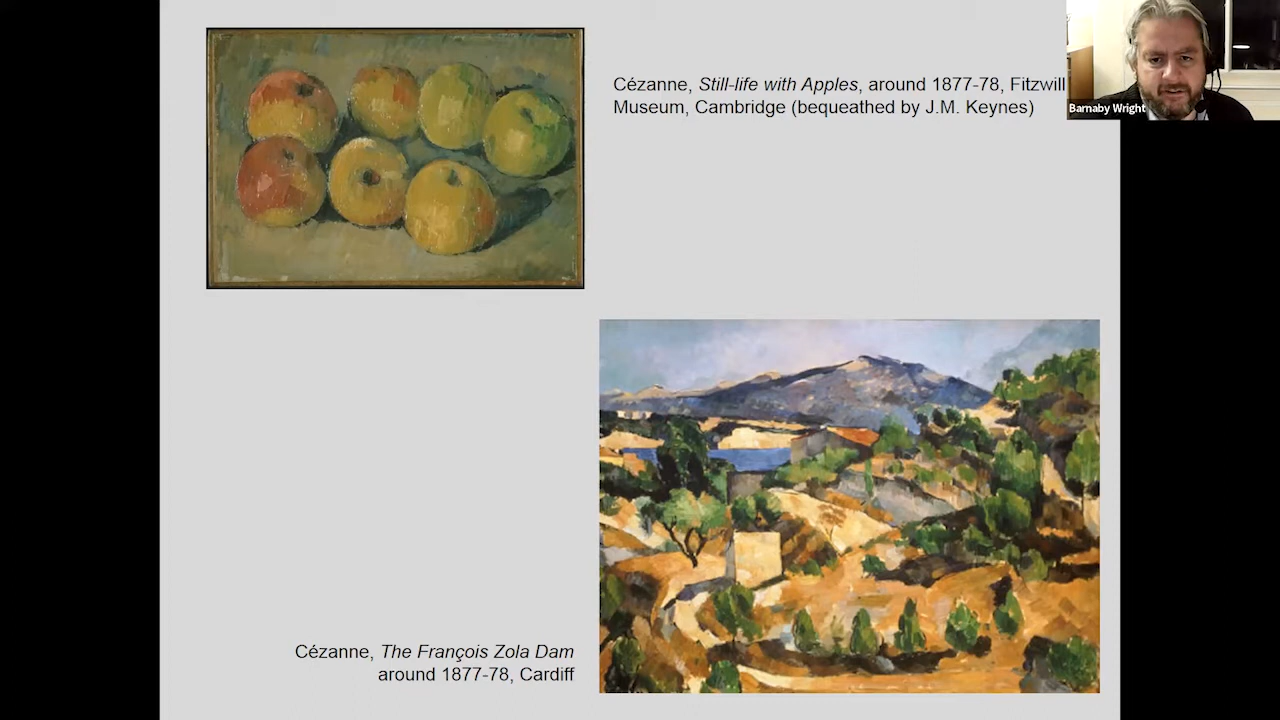 Cézanne, Still-life with Apples, around 1877-78, Fitzwill
Museum, Cambridge (bequeathed by J.M. Keynes)
Barnaby Wright
Cézanne, The François Zola Dam
around 1877-78, Cardiff